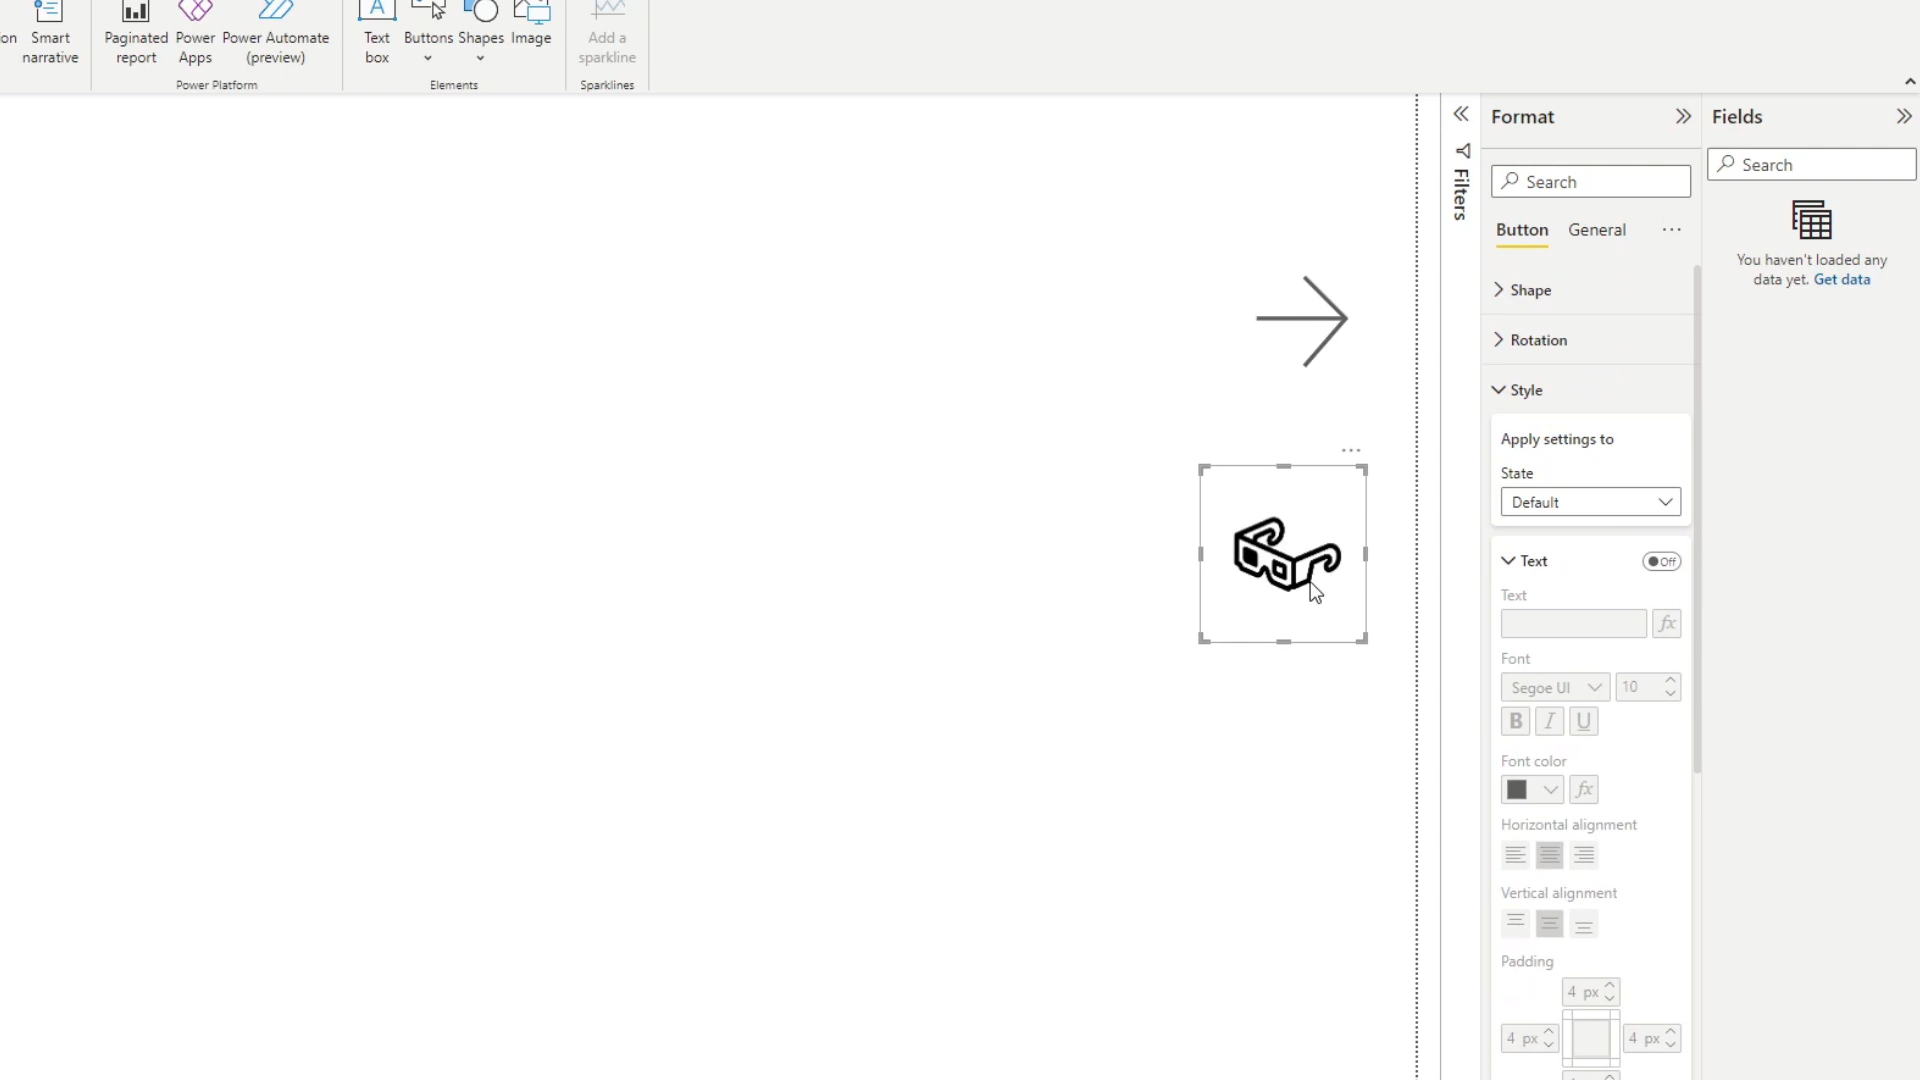 on
Smart
narrative
Paginated
report
Power
Apps
Power Automate
(preview)
Power Platform
A
Text
box
Buttons
Shapes
Image
Elements
Add a
sparkline
Sparklines
Filters
Format
Search
Button General ...
Shape
Rotation
Style
Apply settings to
State
Default
Text Off
Text
fx
Font
Segoe UI 10
B I U
Font color
fx
Horizontal alignment
Vertical alignment
Padding
4 px
4 px 4 px
Fields
Search
You haven't loaded any
data yet. Get data